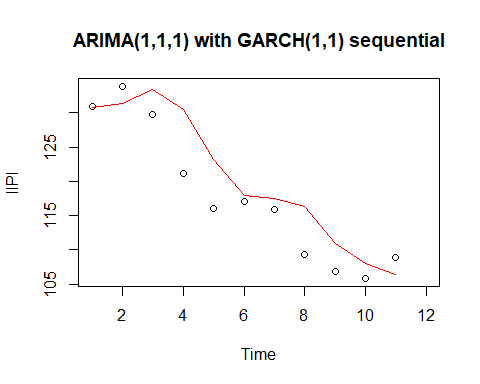 ARIMA(1,1,1) with GARCH(1,1) sequential
IIPI
125
115
105
2 4 6 8 10 12
Time